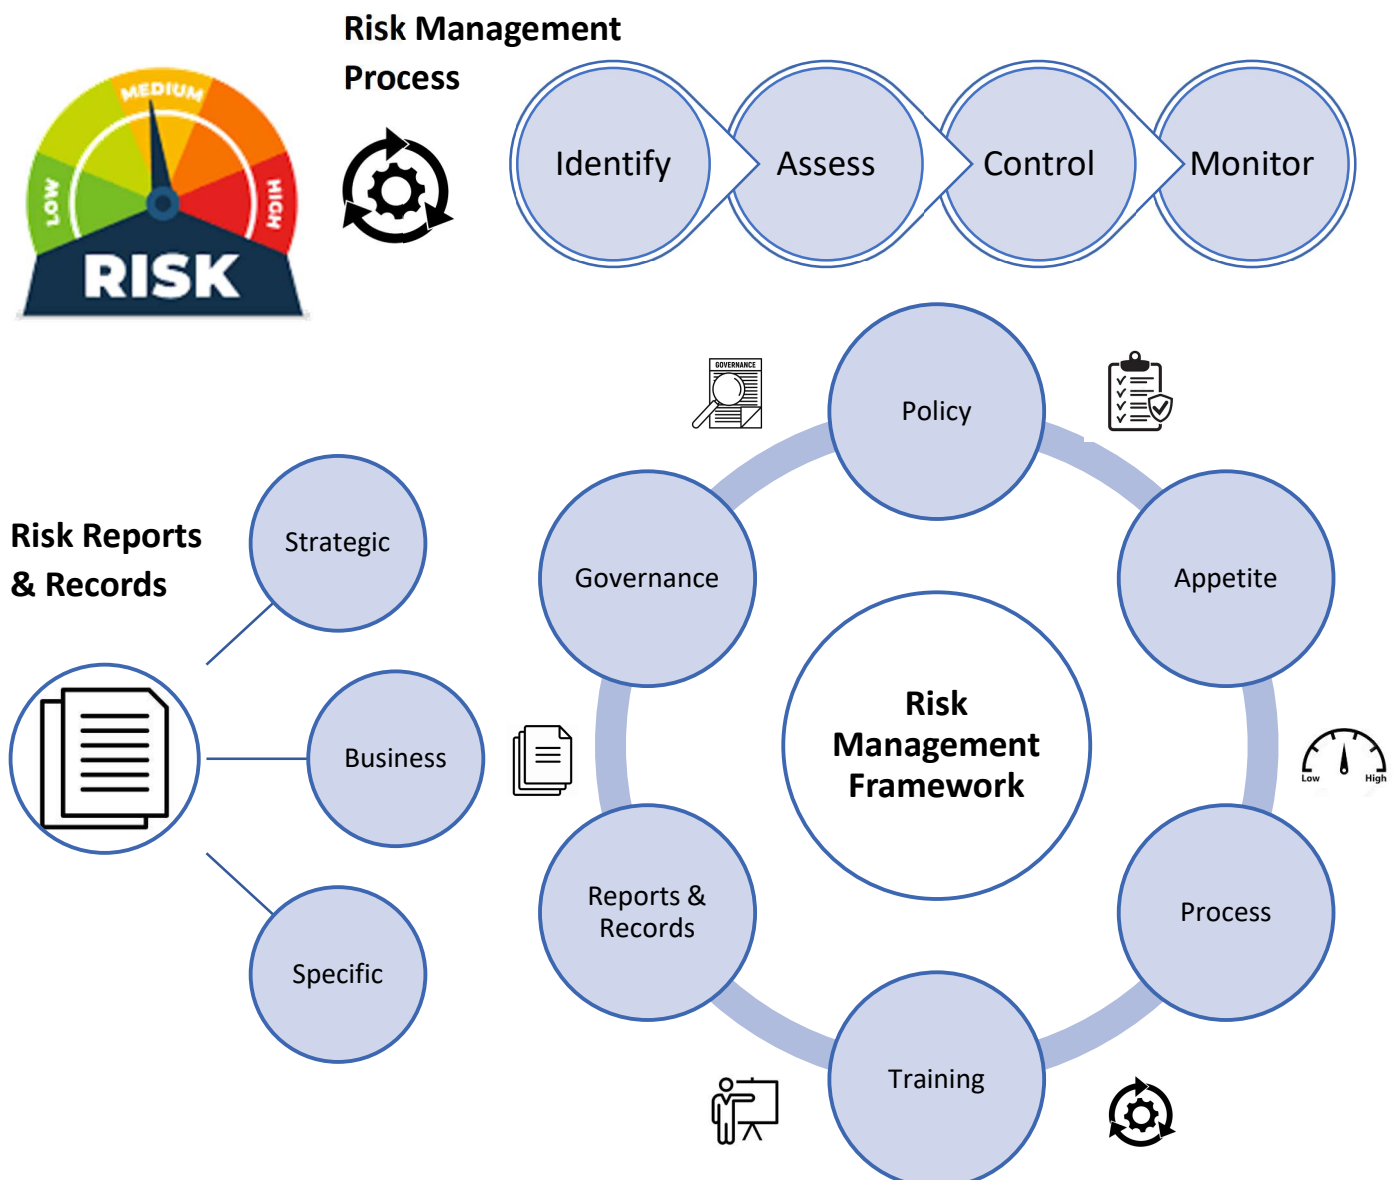 Risk Management
Process
LOW
MEDIUM
HIGH
RISK
Identify
Assess
Control
Monitor
GOVERNANCE
Policy
Governance
Appetite
Risk
Management
Framework
Low
High
Reports &
Records
Process
Training
Risk Reports
& Records
Strategic
Business
Specific